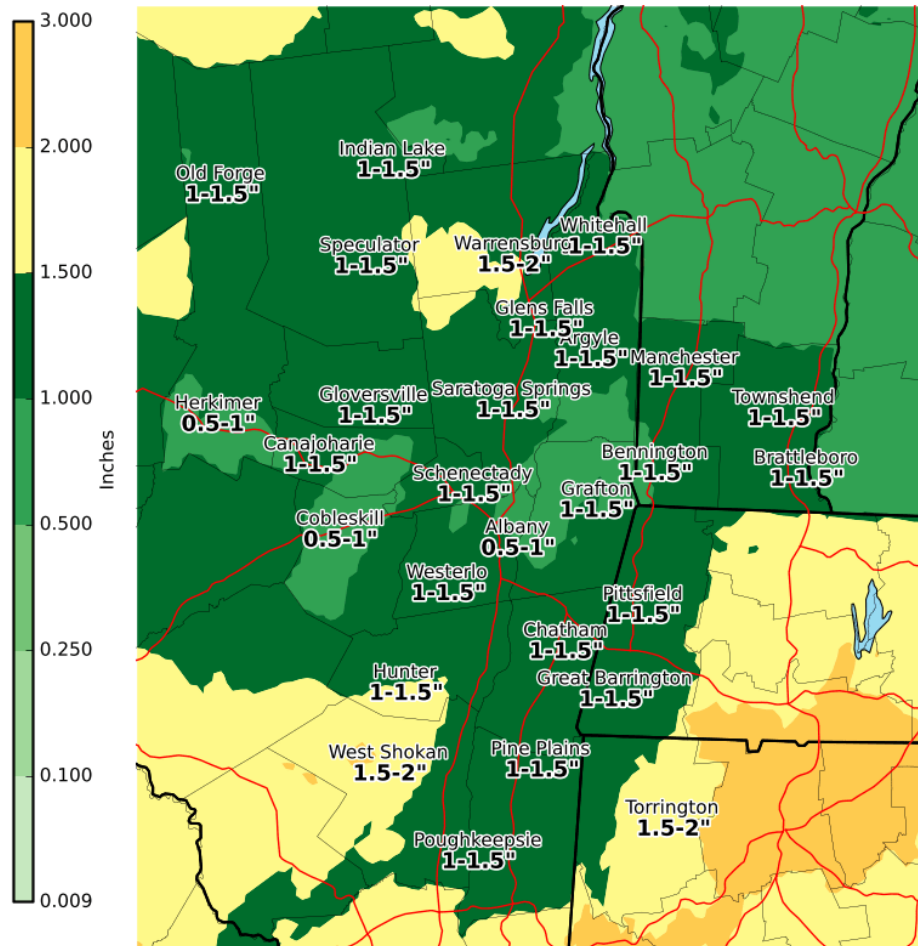 3.000
2.000
1.500
1.000
0.500
0.250
0.100
0.009
Inches
Indian Lake
1-1.5"
Old Forge
1-1.5"
Whitehall
1-1.5"
Speculator
1-1.5"
Warrensburg
1.5-2"
Glens Falls
1-1.5"
Argyle
1-1.5"
Manchester
1-1.5"
Saratoga Springs
1-1.5"
Gloversville
1-1.5"
Townshend
1-1.5"
Herkimer
0.5-1"
Canajoharie
1-1.5"
Bennington
1-1.5"
Brattleboro
1-1.5"
Schenectady
1-1.5"
Grafton
1-1.5"
Cobleskill
0.5-1"
Albany
0.5-1"
Westerlo
1-1.5"
Pittsfield
1-1.5"
Chatham
1-1.5"
Hunter
1-1.5"
Great Barrington
1-1.5"
West Shokan
1.5-2"
Pine Plains
1-1.5"
Torrington
1.5-2"
Poughkeepsie
1-1.5"